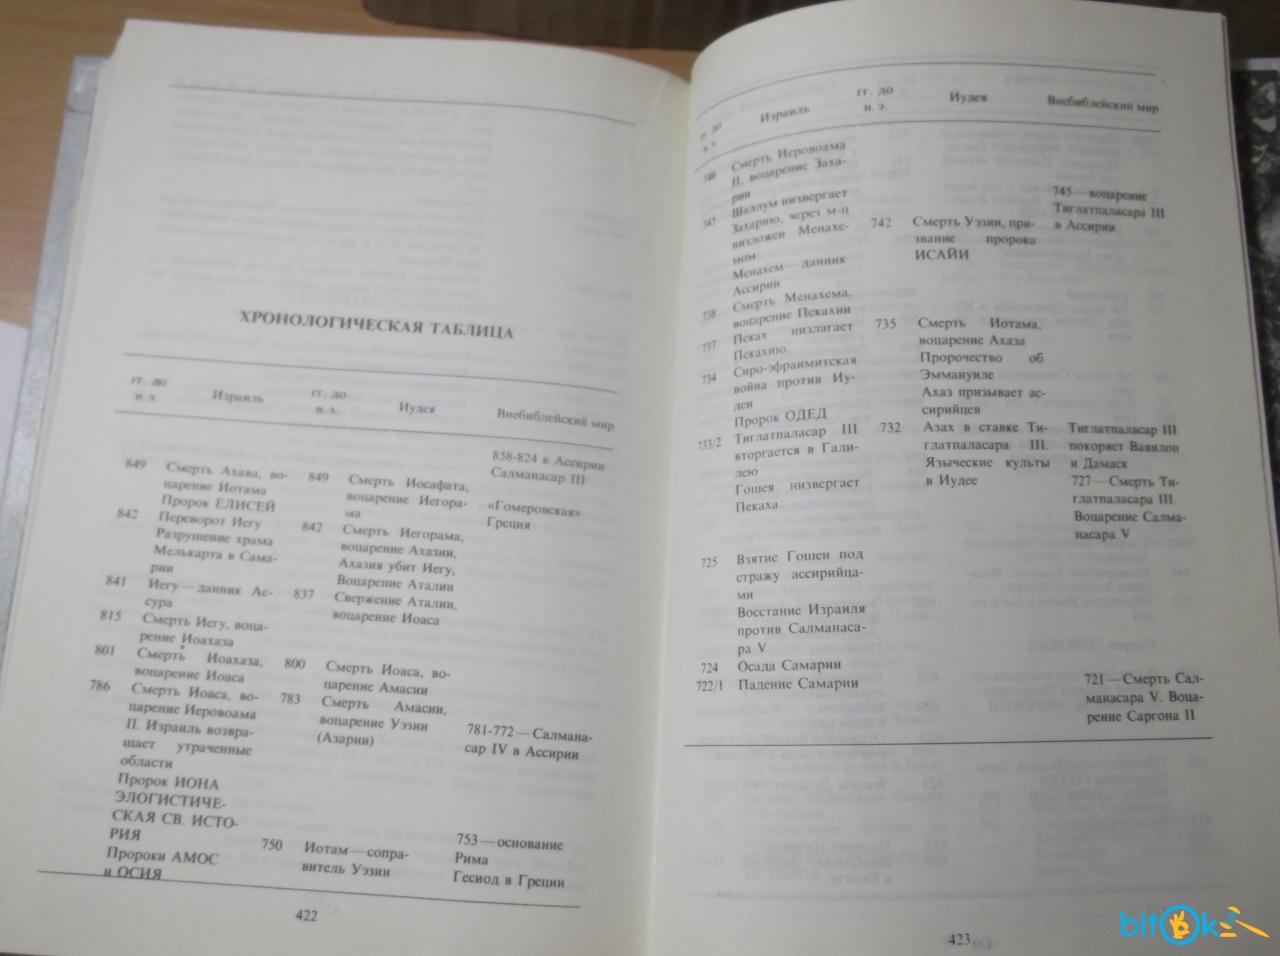 ХРОНОЛОГИЧЕСКАЯ ТАБЛИЦА
гг. до
н. э.
Израиль
гг. до
н. э.
Иудея
Внебиблейский мир
849 Смерть Ахава, во-
царение Иотама
Пророк ЕЛИСЕЙ
842 Переворот Иегу
Разрушение храма
Мелькарта в Сама-
рии
841 Иегу — данник Ас-
сура
815 Смерть Иегу, воца-
рение Иоахаза
801 Смерть Иоахаза,
воцарение Иоаса
786 Смерть Иоаса, во-
царение Иеровоама
II. Израиль возвра-
щает утраченные
области
Пророк ИОНА
ЭЛОГИСТИЧЕ-
СКАЯ СВ. ИСТО-
РИЯ
Пророки АМОС
и ОСИЯ
849 Смерть Иосафата,
воцарение Иегора-
ма
842 Смерть Иегорама,
воцарение Ахазии,
Ахазия убит Иегу,
Воцарение Аталии
837 Свержение Аталии,
воцарение Иоаса
800 Смерть Иоаса, во-
царение Амасии
783 Смерть Амасии,
воцарение Уззии
(Азарии)
750 Иотам — сопра-
витель Уззии
858-824 в Ассирии
Салманасар III
«Гомеровская»
Греция
781-772 — Салмана-
сар IV в Ассирии
753 — основание
Рима
Гесиод в Греции
422
гг. до
н. э.
Израиль
гг. до
н. э.
Иудея
Внебиблейский мир
746 Смерть Иеровоама
II, воцарение Заха-
рии
745 Шаллум низвергает
Захарию, через м-ц
низложен Менахе-
мом
Менахем — данник
Ассирии
738 Смерть Менахема,
воцарение Пекахии
737 Пеках низлагает
Пекахию
734 Сиро-эфраимитская
война против Иу-
деи
Пророк ОДЕД
733/2 Тиглатпаласар III
вторгается в Гали-
лею
Гошея низвергает
Пекаха
725 Взятие Гошеи под
стражу ассирийца-
ми
Восстание Израиля
против Салманаса-
ра V
724 Осада Самарии
722/1 Падение Самарии
742 Смерть Уззии, при-
звание пророка
ИСАЙИ
735 Смерть Иотама,
воцарение Ахаза
Пророчество об
Эммануиле
Ахаз призывает ас-
сирийцев
732 Азах в ставке Ти-
глатпаласара III.
Языческие культы
в Иудее
745 — воцарение
Тиглатпаласара III
в Ассирии
Тиглатпаласар III
покоряет Вавилон
и Дамаск
727 — Смерть Ти-
глатпаласара III.
Воцарение Салма-
насара V
721 — Смерть Сал-
манасара V. Воца-
рение Саргона II
423
bitok